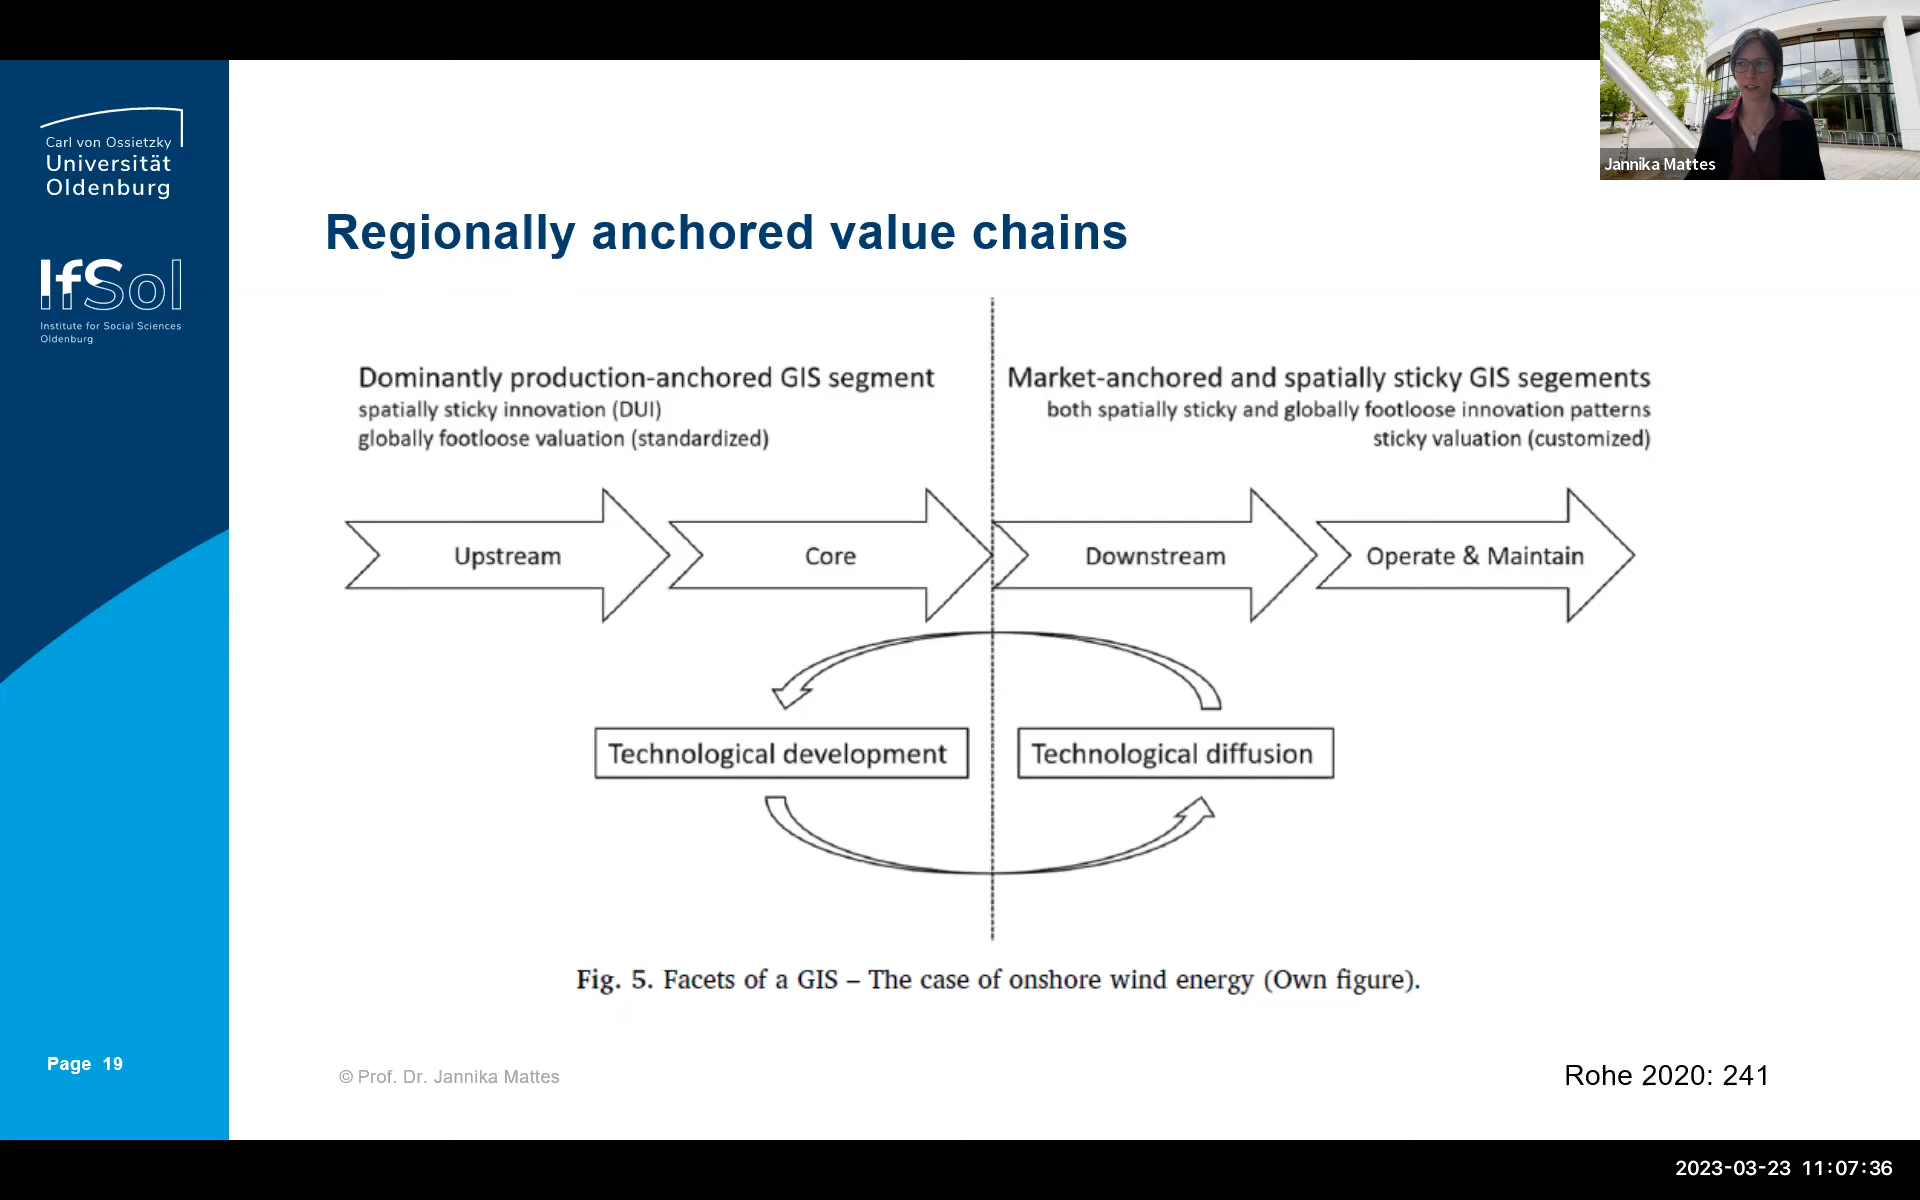 Jannika Mattes
Carl von Ossietzky
Universität
Oldenburg
IfSol
Institute for Social Sciences
Oldenburg
Regionally anchored value chains
Dominantly production-anchored GIS segment
spatially sticky innovation (DUI)
globally footloose valuation (standardized)
Market-anchored and spatially sticky GIS segements
both spatially sticky and globally footloose innovation patterns
sticky valuation (customized)
Upstream
Core
Downstream
Operate & Maintain
Technological development
Technological diffusion
Fig. 5. Facets of a GIS – The case of onshore wind energy (Own figure).
Page 19
© Prof. Dr. Jannika Mattes
Rohe 2020: 241
2023-03-23 11:07:36